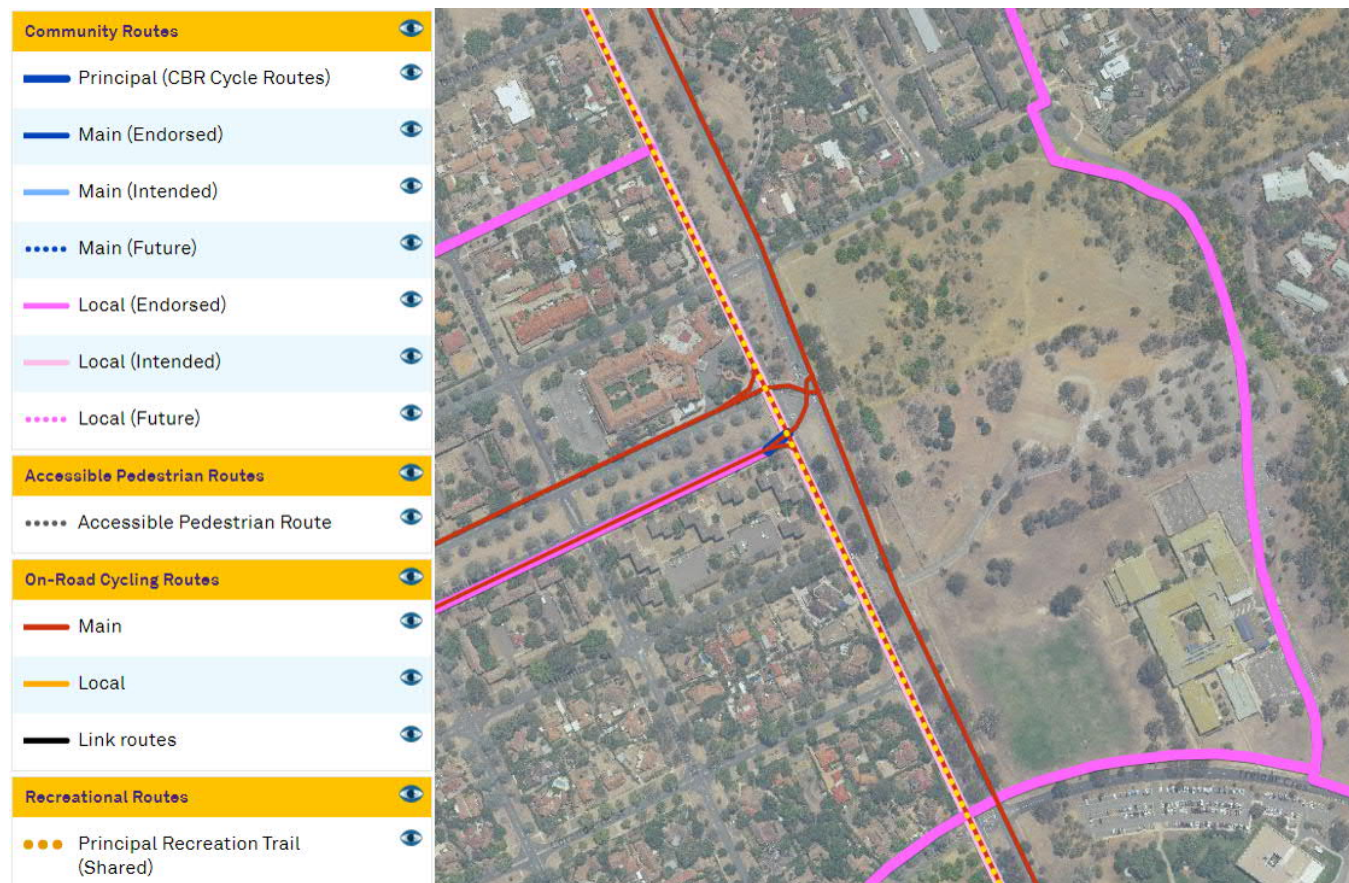 Community Routes
Principal (CBR Cycle Routes)
Main (Endorsed)
Main (Intended)
Main (Future)
Local (Endorsed)
Local (Intended)
Local (Future)
Accessible Pedestrian Routes
Accessible Pedestrian Route
On-Road Cycling Routes
Main
Local
Link routes
Recreational Routes
Principal Recreation Trail
(Shared)